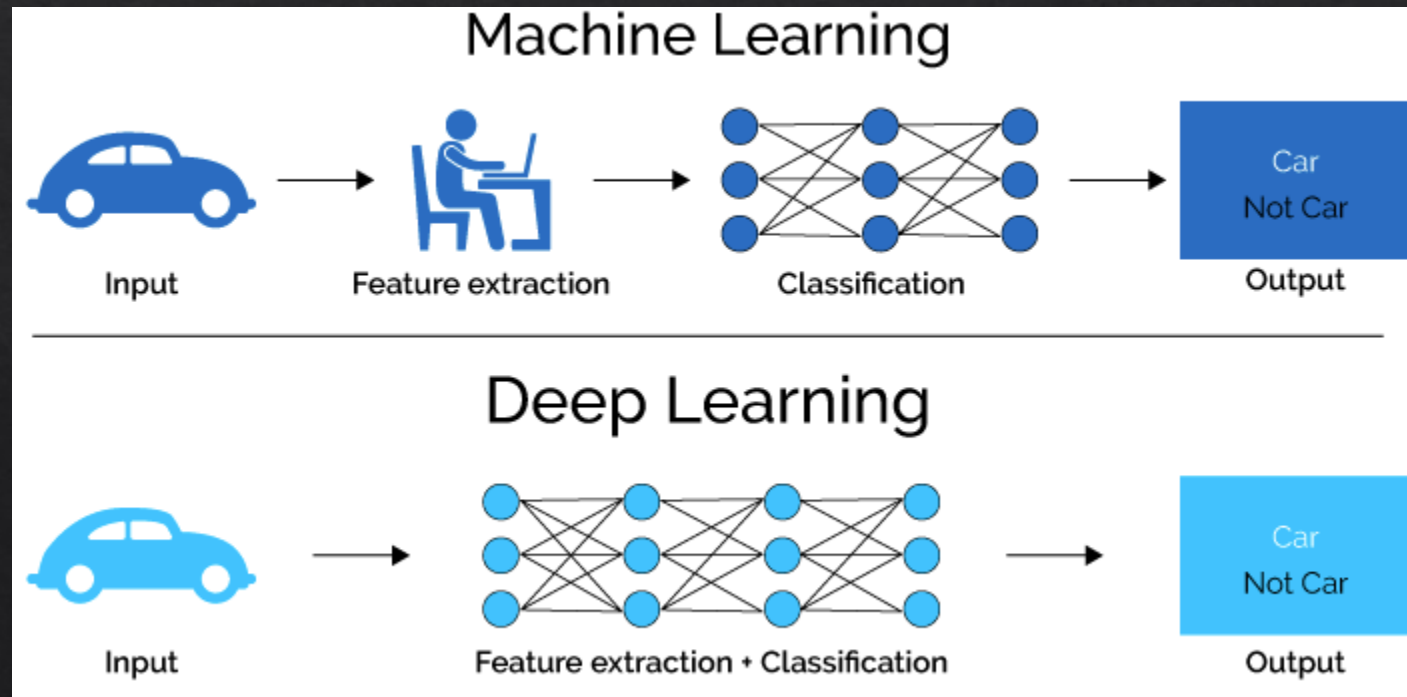 Machine Learning
Car
Not Car
Input
Feature extraction
Classification
Output
Deep Learning
Car
Not Car
Input
Feature extraction + Classification
Output